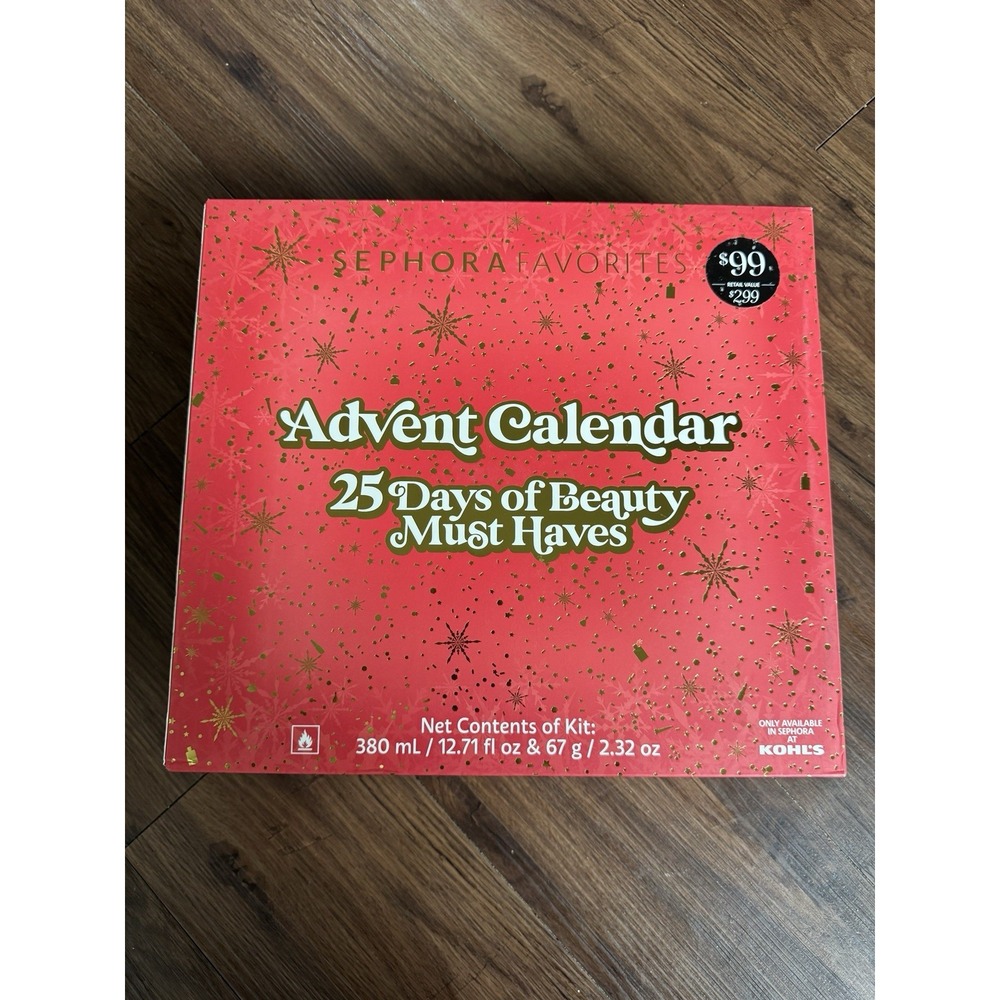 SEPHORA FAVORITES
$99
RETAIL VALUE
$299
Advent Calendar
25 Days of Beauty
Must Haves
Net Contents of Kit:
380 mL / 12.71 fl oz & 67 g / 2.32 oz
ONLY AVAILABLE
IN SEPHORA
AT
KOHL'S